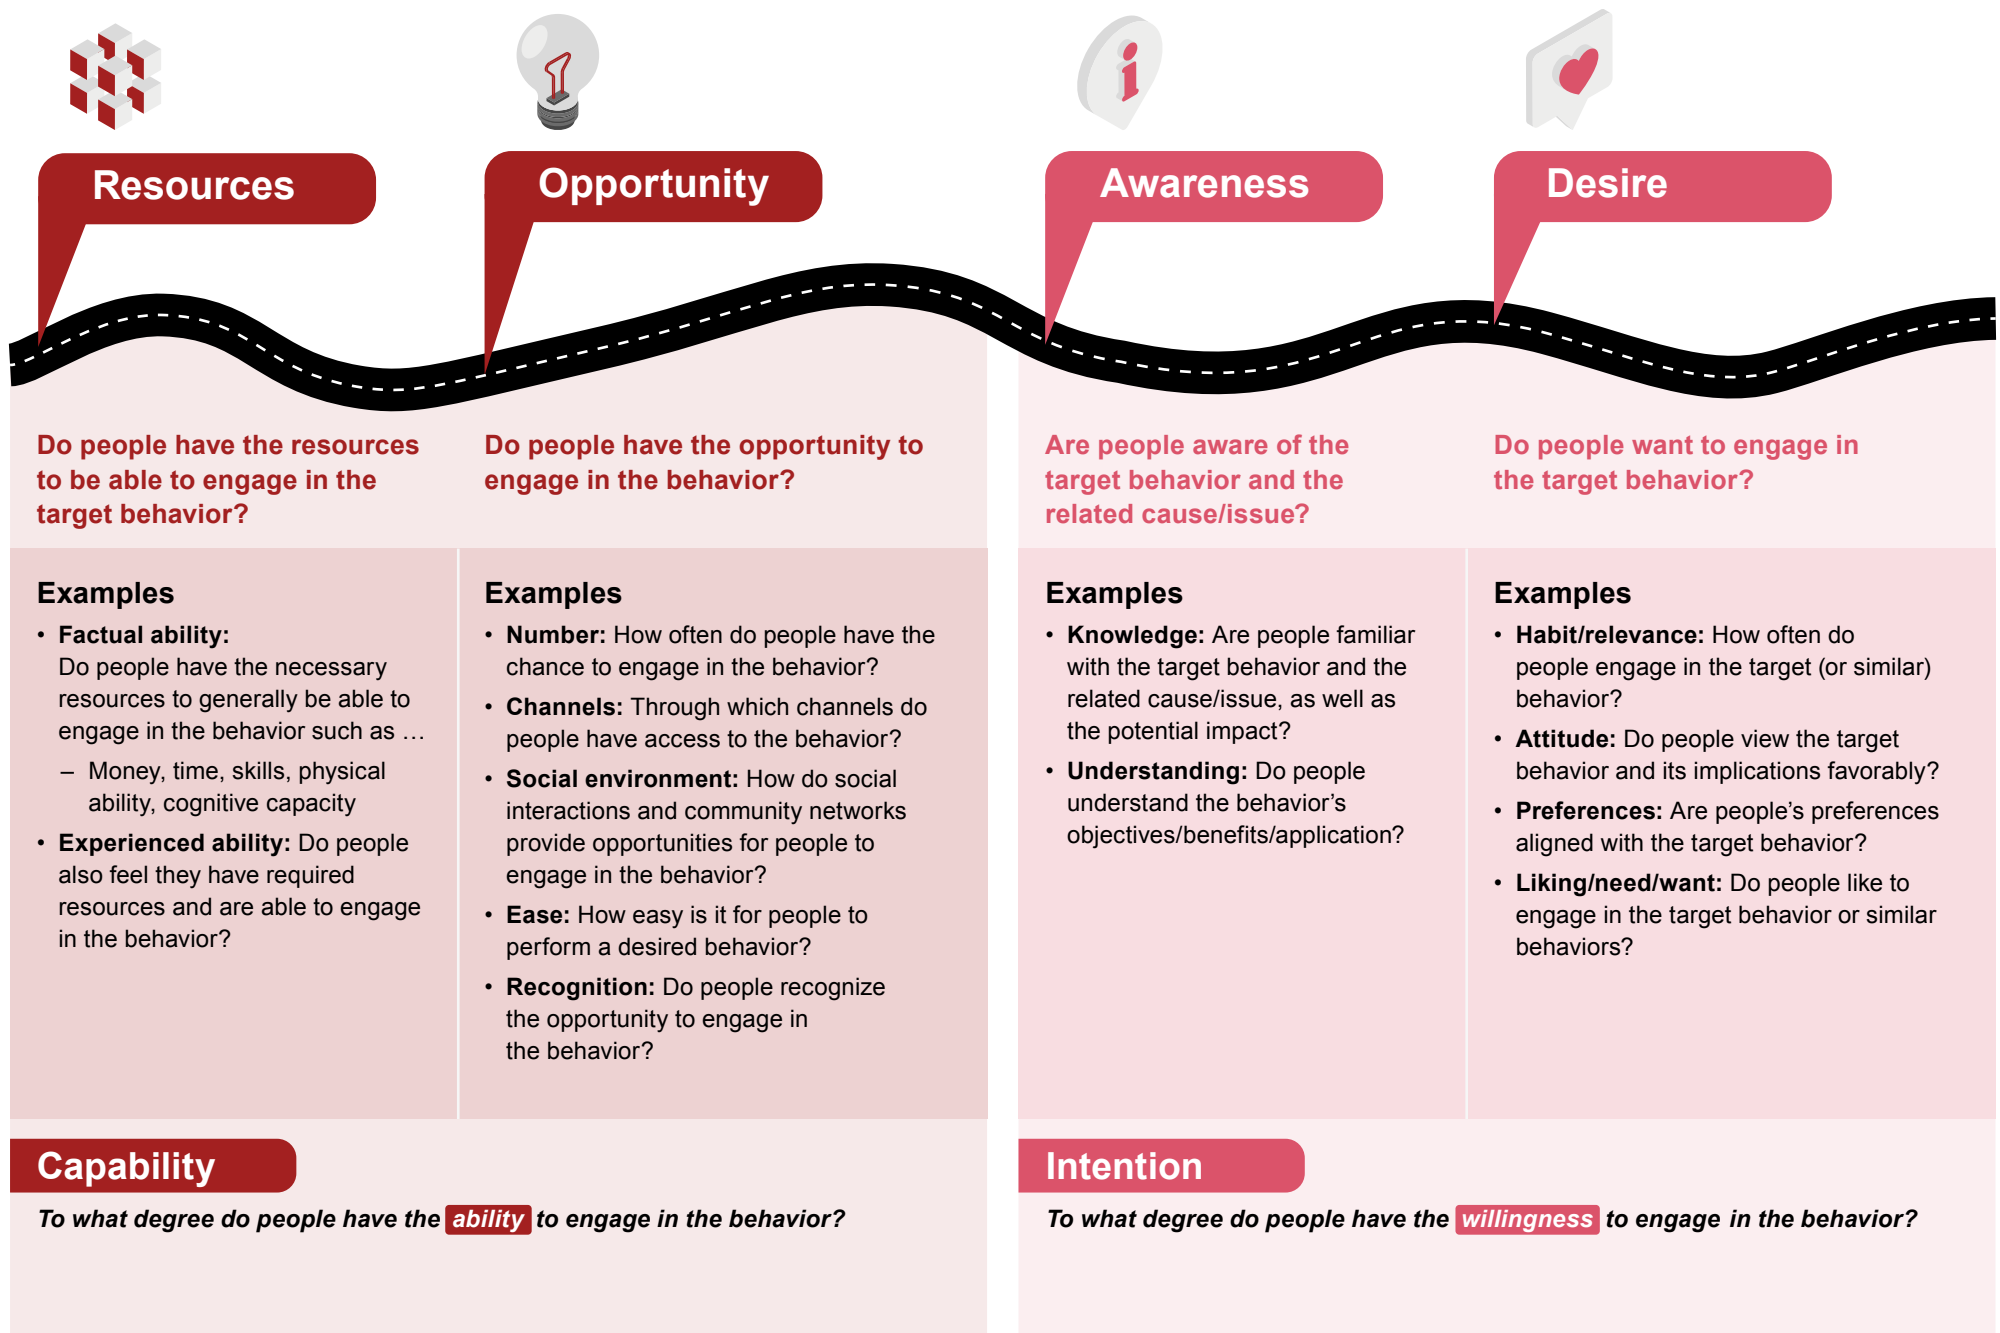 Resources
Opportunity
Awareness
Desire
Do people have the resources
to be able to engage in the
target behavior?
Do people have the opportunity to
engage in the behavior?
Are people aware of the
target behavior and the
related cause/issue?
Do people want to engage in
the target behavior?
Examples
• Factual ability:
Do people have the necessary
resources to generally be able to
engage in the behavior such as …
– Money, time, skills, physical
ability, cognitive capacity
• Experienced ability: Do people
also feel they have required
resources and are able to engage
in the behavior?
Examples
• Number: How often do people have the
chance to engage in the behavior?
• Channels: Through which channels do
people have access to the behavior?
• Social environment: How do social
interactions and community networks
provide opportunities for people to
engage in the behavior?
• Ease: How easy is it for people to
perform a desired behavior?
• Recognition: Do people recognize
the opportunity to engage in
the behavior?
Examples
• Knowledge: Are people familiar
with the target behavior and the
related cause/issue, as well as
the potential impact?
• Understanding: Do people
understand the behavior’s
objectives/benefits/application?
Examples
• Habit/relevance: How often do
people engage in the target (or similar)
behavior?
• Attitude: Do people view the target
behavior and its implications favorably?
• Preferences: Are people’s preferences
aligned with the target behavior?
• Liking/need/want: Do people like to
engage in the target behavior or similar
behaviors?
Capability
To what degree do people have the ability to engage in the behavior?
Intention
To what degree do people have the willingness to engage in the behavior?